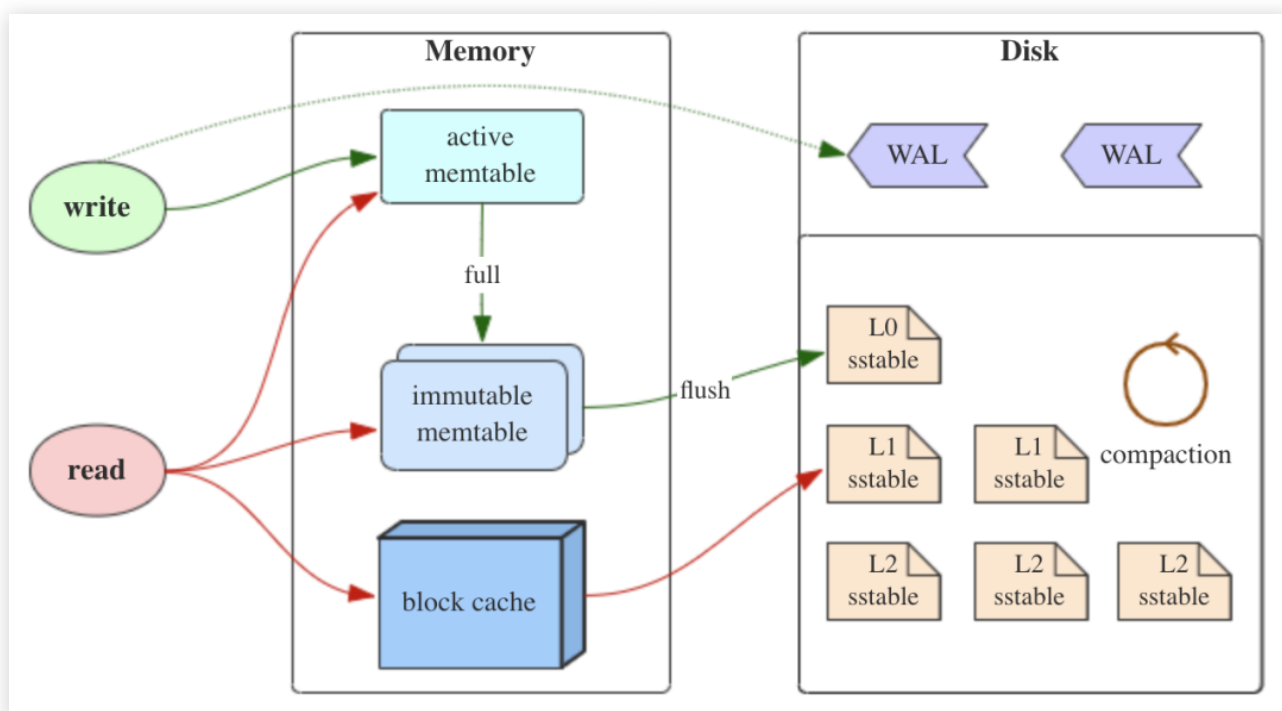 Memory
Disk
active
memtable
WAL
WAL
write
full
L0
sstable
immutable
memtable
flush
L1
sstable
L1
sstable
compaction
read
block cache
L2
sstable
L2
sstable
L2
sstable